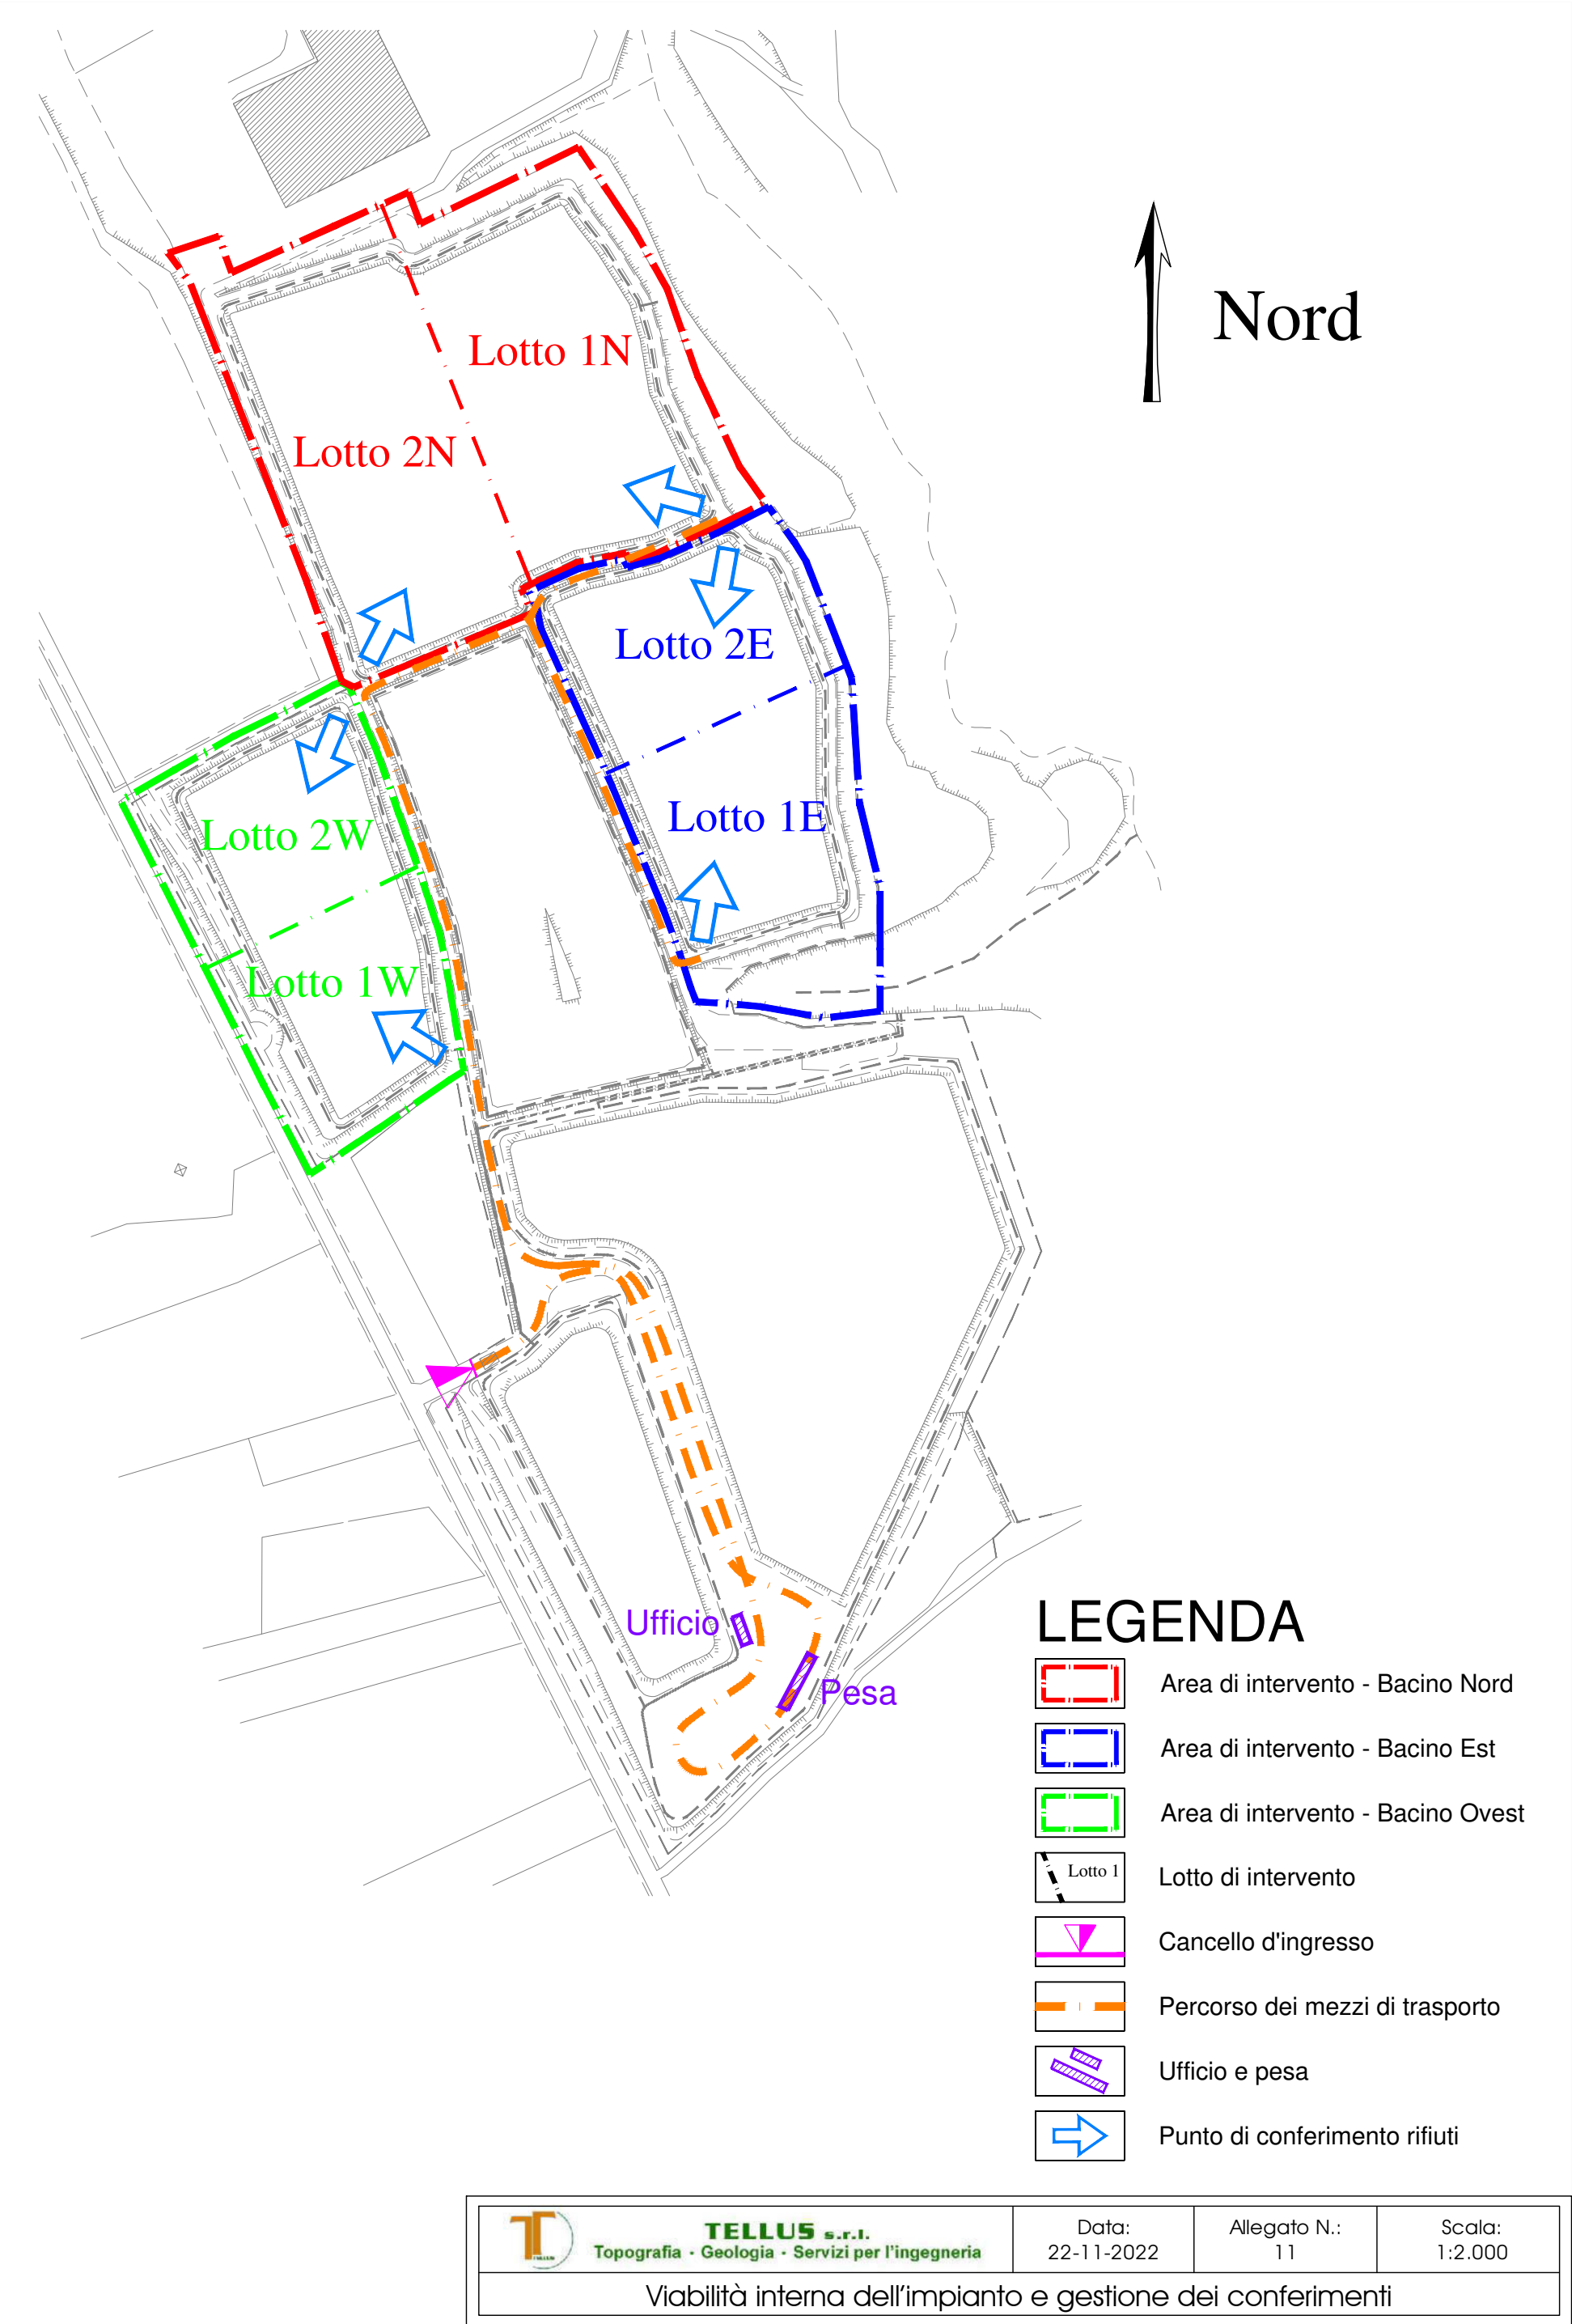 Nord
Lotto 1N
Lotto 2N
Lotto 2E
Lotto 1E
Lotto 2W
Lotto 1W
Ufficio
Pesa
LEGENDA
Area di intervento - Bacino Nord
Area di intervento - Bacino Est
Area di intervento - Bacino Ovest
Lotto 1
Lotto di intervento
Cancello d'ingresso
Percorso dei mezzi di trasporto
Ufficio e pesa
Punto di conferimento rifiuti
TELLUS
TELLUS s.r.l.
Topografia - Geologia - Servizi per l'ingegneria
Data:
22-11-2022
Allegato N.:
11
Scala:
1:2.000
Viabilità interna dell'impianto e gestione dei conferimenti